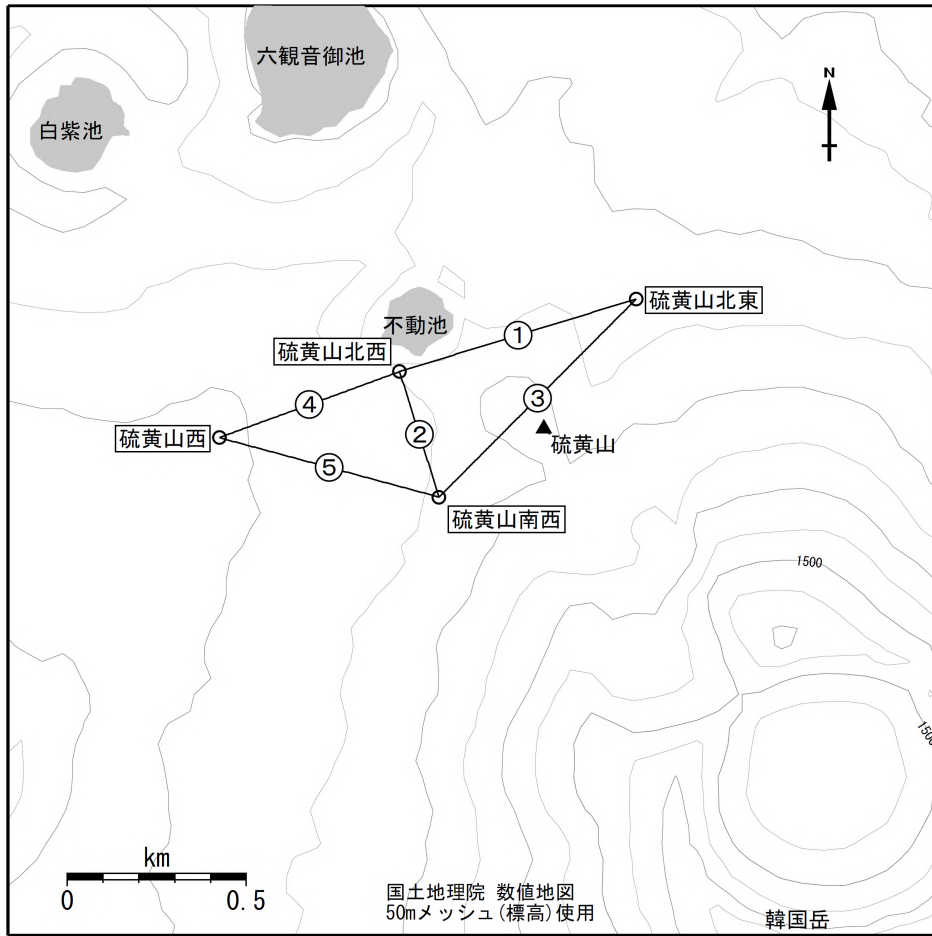 六観音御池
白紫池
N
硫黄山北東
不動池
①
硫黄山北西
③
④
②
硫黄山西
硫黄山
⑤
硫黄山南西
1500
1500
km
0 0.5
国土地理院 数値地図
50mメッシュ(標高)使用
韓国岳